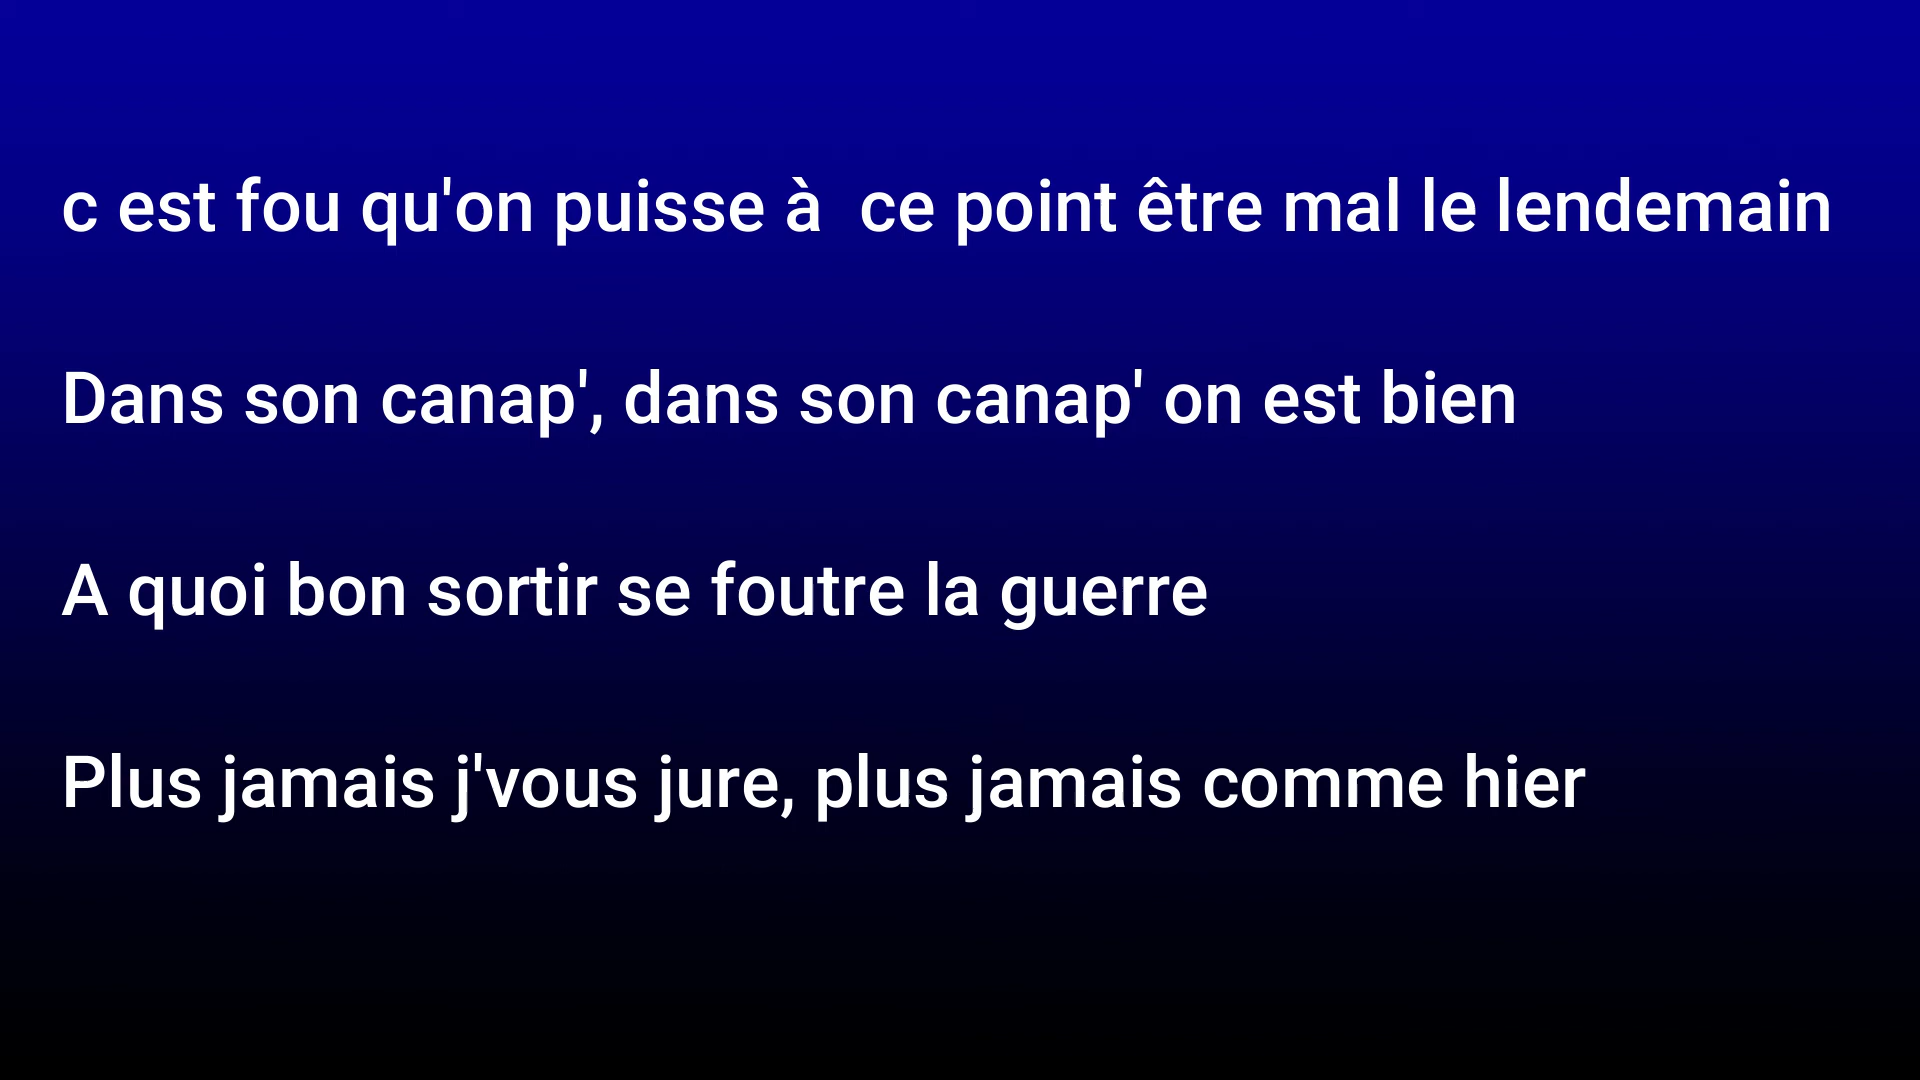 c est fou qu'on puisse à  ce point être mal le lendemain
Dans son canap', dans son canap' on est bien
A quoi bon sortir se foutre la guerre
Plus jamais j'vous jure, plus jamais comme hier